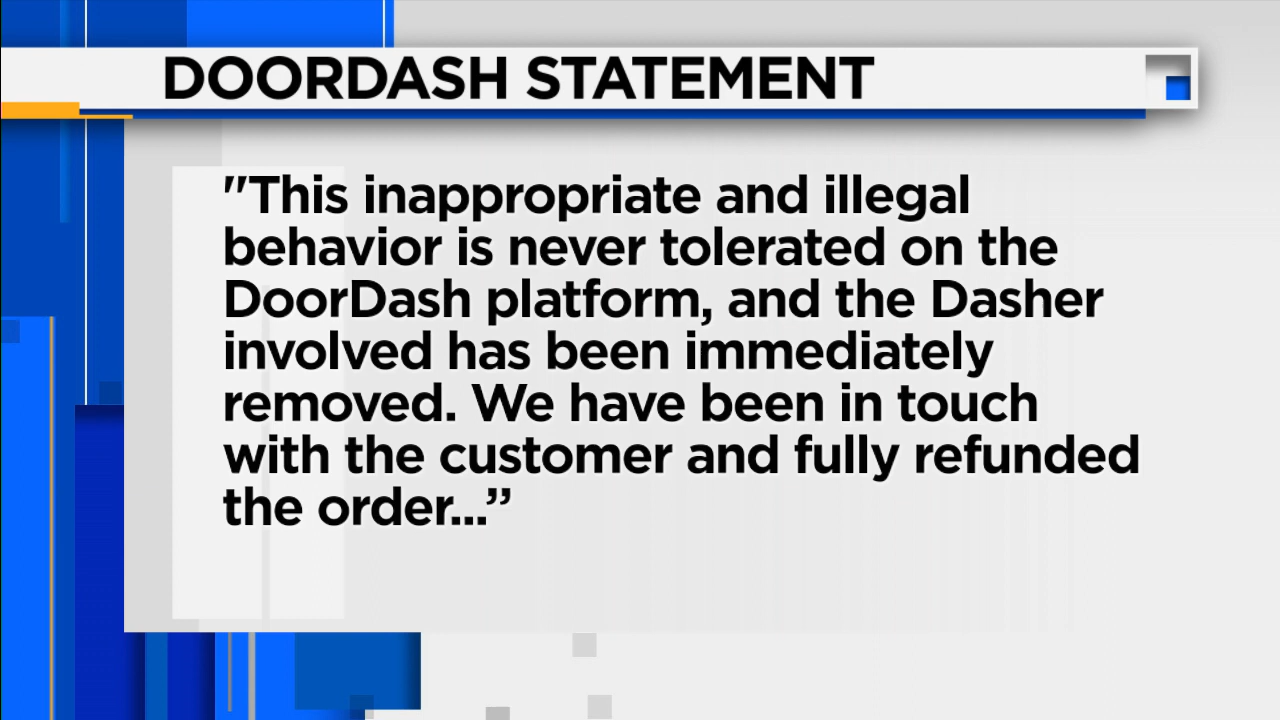 DOORDASH STATEMENT
"This inappropriate and illegal
behavior is never tolerated on the
DoorDash platform, and the Dasher
involved has been immediately
removed. We have been in touch
with the customer and fully refunded
the order...”